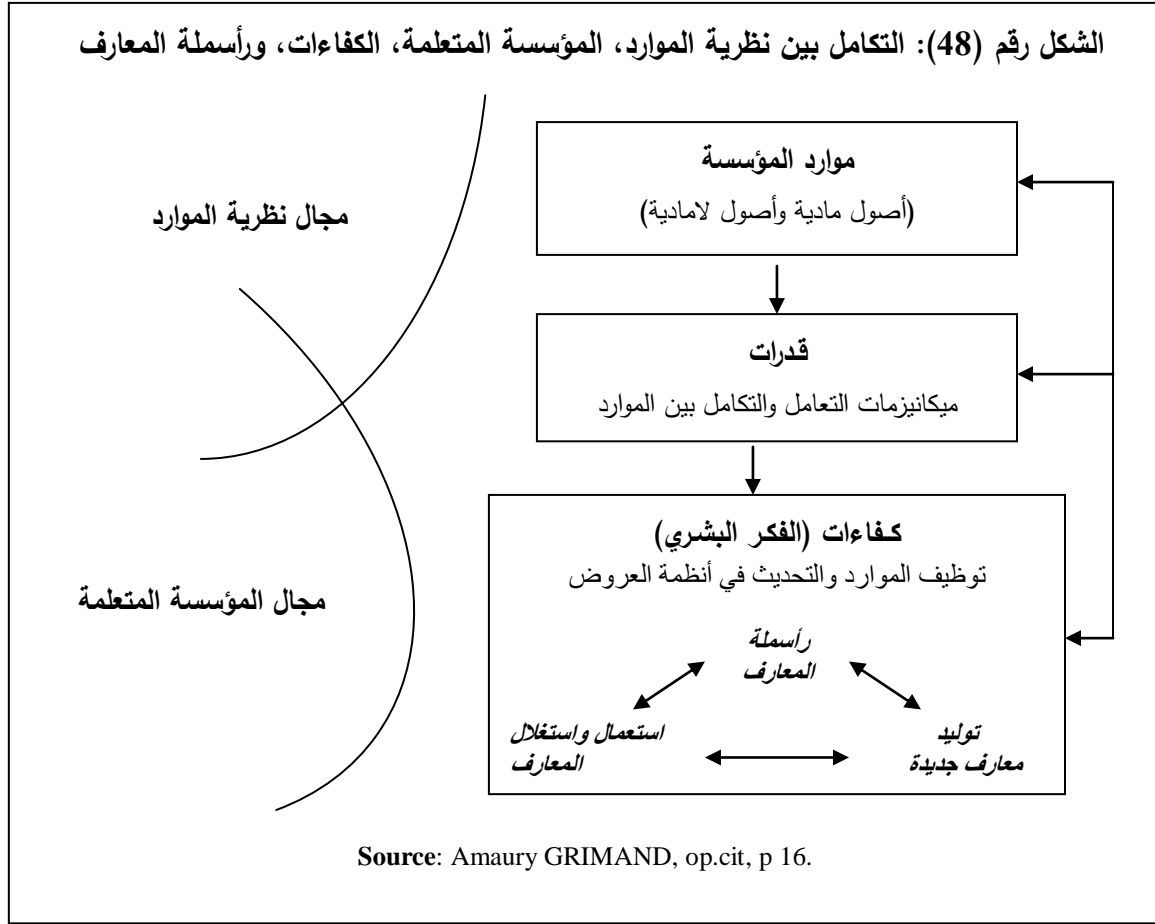 الشكل رقم (48): التكامل بين نظرية الموارد، المؤسسة المتعلمة، الكفاءات، ورأسملة المعارف
موارد المؤسسة
(أصول مادية وأصول لامادية)
مجال نظرية الموارد
قدرات
ميكانيزمات التعامل والتكامل بين الموارد
كفاءات (الفكر البشري)
توظيف الموارد والتحديث في أنظمة العروض
مجال المؤسسة المتعلمة
رأسملة
المعارف
توليد
معارف جديدة
استعمال واستغلال
المعارف
Source: Amaury GRIMAND, op.cit, p 16.